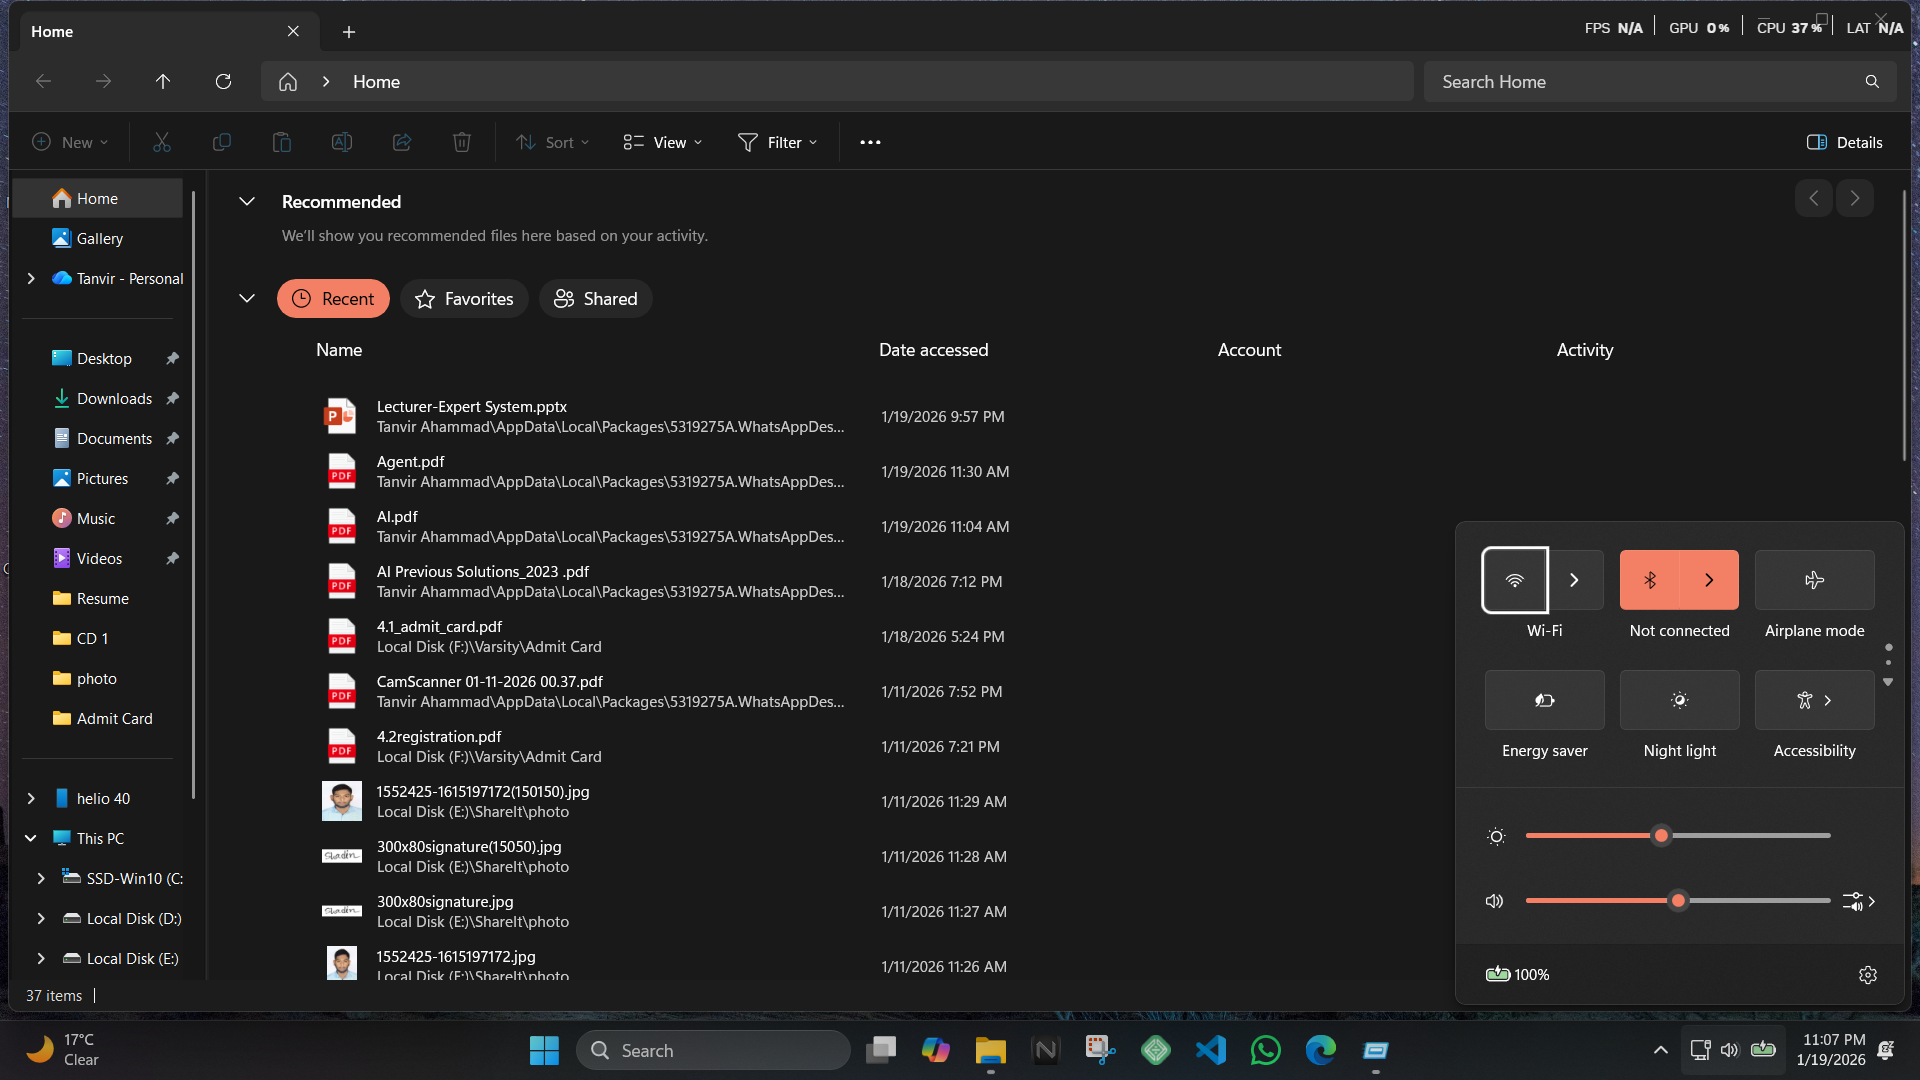 Home
FPS N/A GPU 0% CPU 37% LAT N/A
Home
Search Home
New
Sort
View
Filter
Details
Home
Gallery
Tanvir - Personal
Desktop
Downloads
Documents
Pictures
Music
Videos
Resume
CD 1
photo
Admit Card
helio 40
This PC
SSD-Win10 (C:
Local Disk (D:)
Local Disk (E:)
Recommended
We'll show you recommended files here based on your activity.
Recent Favorites Shared
Name Date accessed Account Activity
Lecturer-Expert System.pptx
Tanvir Ahammad\AppData\Local\Packages\5319275A.WhatsAppDes...
1/19/2026 9:57 PM
Agent.pdf
Tanvir Ahammad\AppData\Local\Packages\5319275A.WhatsAppDes...
1/19/2026 11:30 AM
AI.pdf
Tanvir Ahammad\AppData\Local\Packages\5319275A.WhatsAppDes...
1/19/2026 11:04 AM
AI Previous Solutions_2023 .pdf
Tanvir Ahammad\AppData\Local\Packages\5319275A.WhatsAppDes...
1/18/2026 7:12 PM
4.1_admit_card.pdf
Local Disk (F:)\Varsity\Admit Card
1/18/2026 5:24 PM
CamScanner 01-11-2026 00.37.pdf
Tanvir Ahammad\AppData\Local\Packages\5319275A.WhatsAppDes...
1/11/2026 7:52 PM
4.2registration.pdf
Local Disk (F:)\Varsity\Admit Card
1/11/2026 7:21 PM
1552425-1615197172(150150).jpg
Local Disk (E:)\ShareIt\photo
1/11/2026 11:29 AM
300x80signature(15050).jpg
Local Disk (E:)\ShareIt\photo
1/11/2026 11:28 AM
300x80signature.jpg
Local Disk (E:)\ShareIt\photo
1/11/2026 11:27 AM
1552425-1615197172.jpg
Local Disk (E:)\ShareIt\photo
1/11/2026 11:26 AM
Wi-Fi
Not connected
Airplane mode
Energy saver
Night light
Accessibility
100%
37 items
17°C
Clear
Search
11:07 PM
1/19/2026